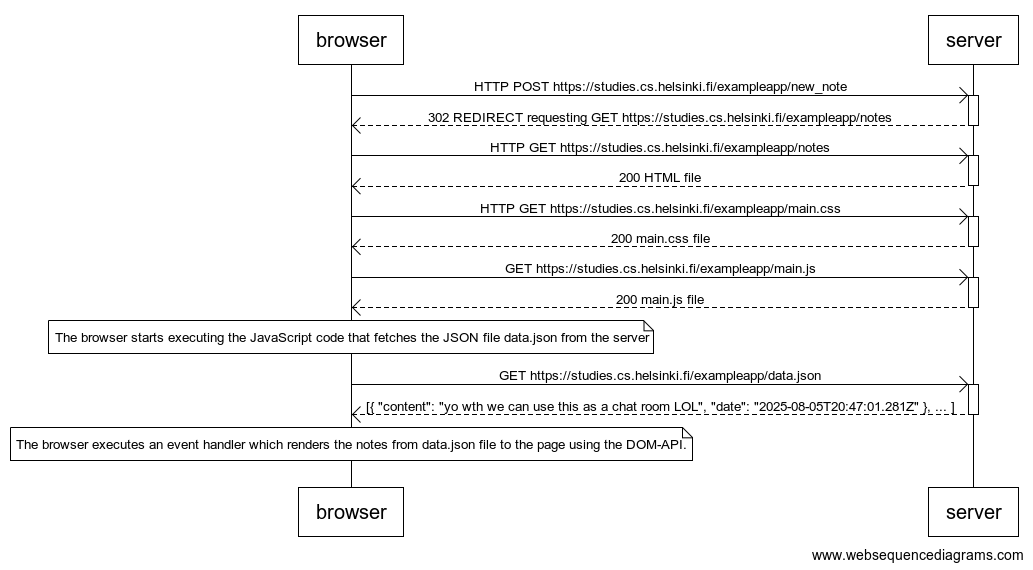 browser
server
HTTP POST https://studies.cs.helsinki.fi/exampleapp/new_note
302 REDIRECT requesting GET https://studies.cs.helsinki.fi/exampleapp/notes
HTTP GET https://studies.cs.helsinki.fi/exampleapp/notes
200 HTML file
HTTP GET https://studies.cs.helsinki.fi/exampleapp/main.css
200 main.css file
GET https://studies.cs.helsinki.fi/exampleapp/main.js
200 main.js file
The browser starts executing the JavaScript code that fetches the JSON file data.json from the server
GET https://studies.cs.helsinki.fi/exampleapp/data.json
[{ "content": "yo wth we can use this as a chat room LOL", "date": "2025-08-05T20:47:01.281Z" }, ... ]
The browser executes an event handler which renders the notes from data.json file to the page using the DOM-API.
browser
server
www.websequencediagrams.com